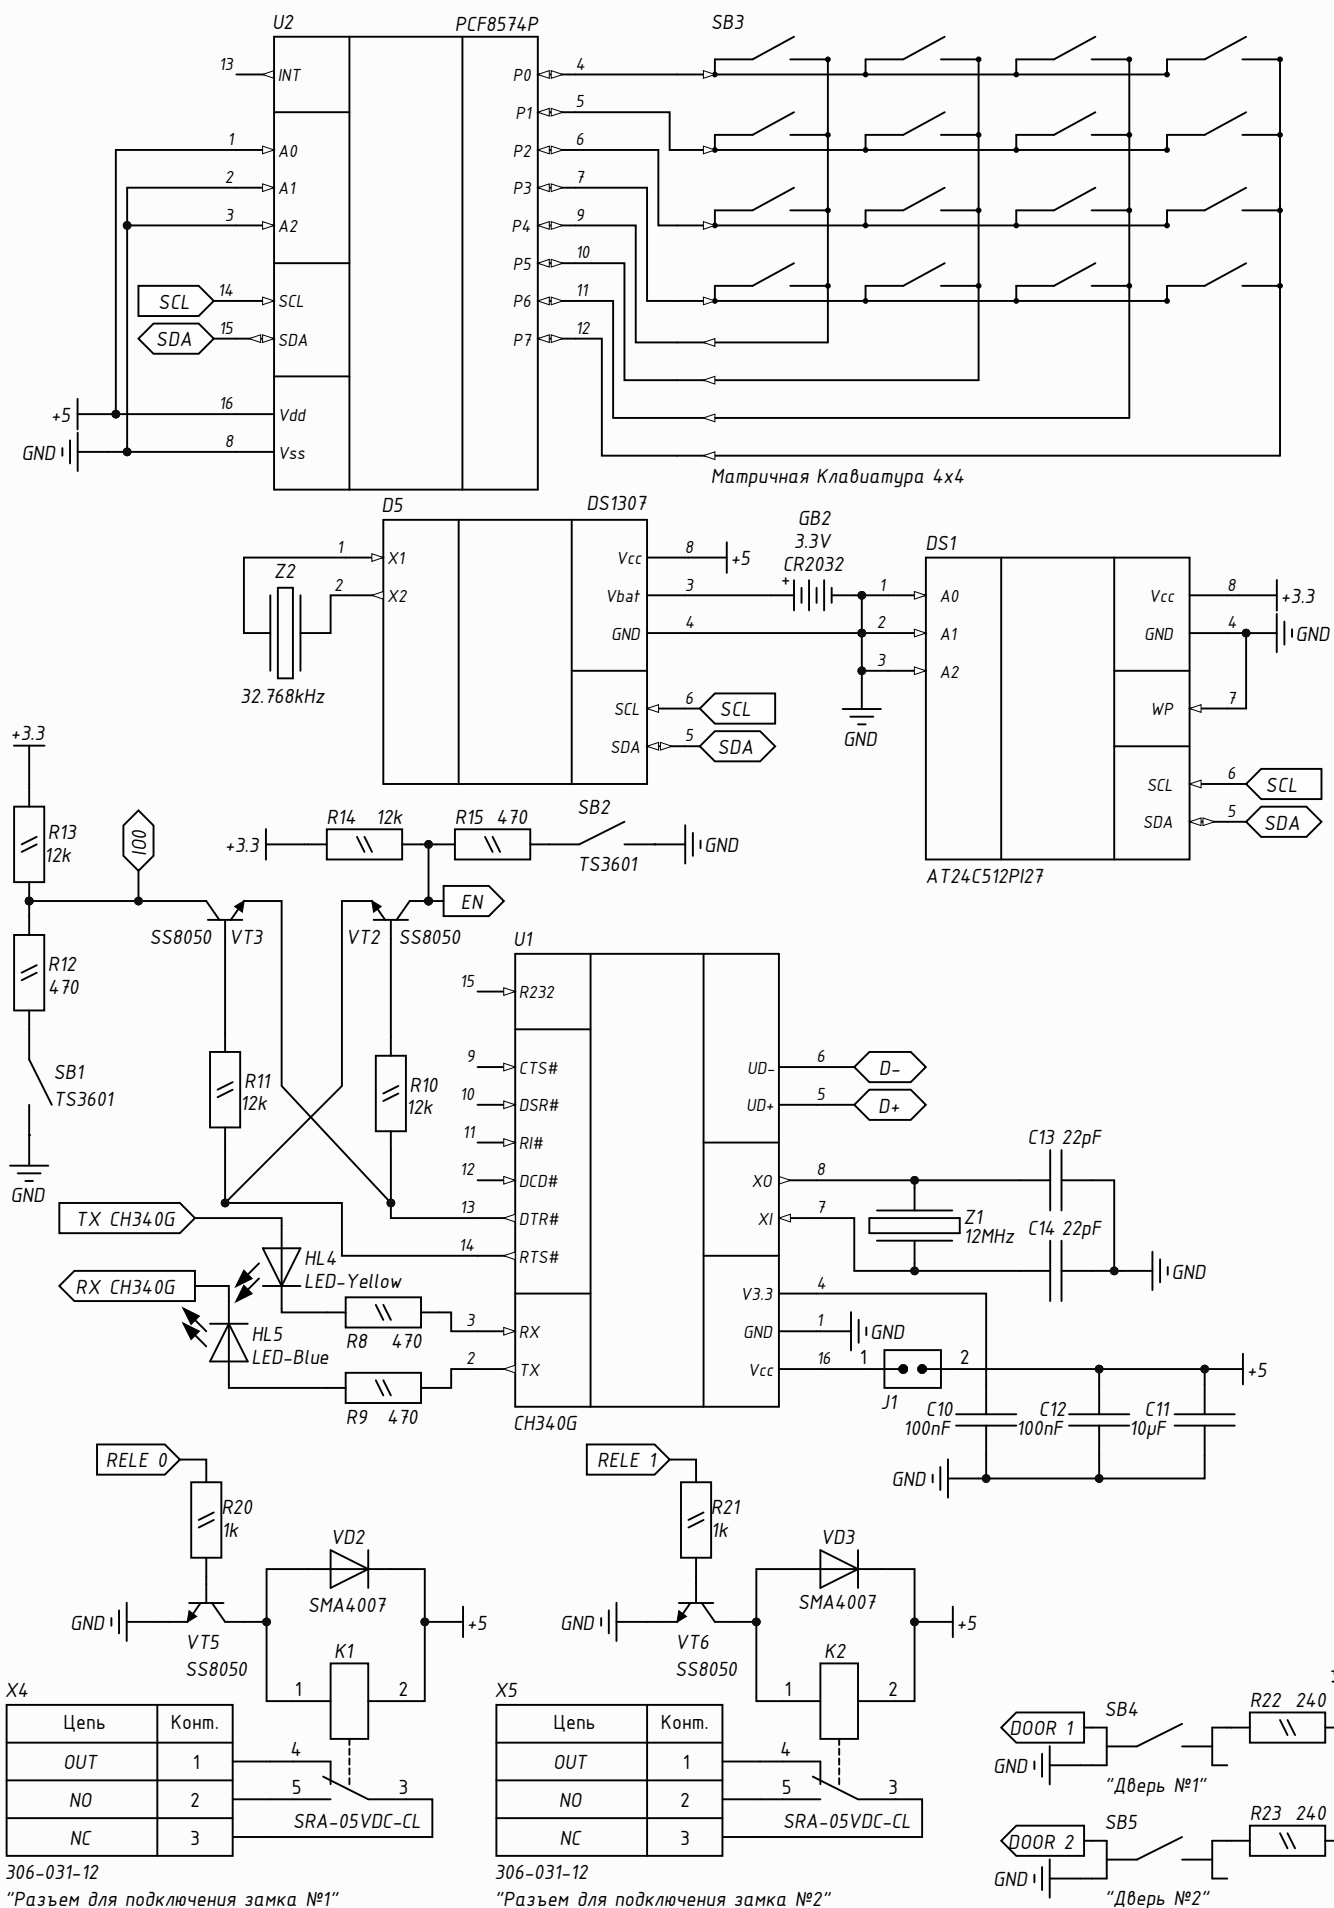 U2 PCF8574P SB3
13 INT P0 4
P1 5
1 A0 P2 6
2 A1 P3 7
3 A2 P4 9
P5 10
SCL 14 SCL P6 11
SDA 15 SDA P7 12
+5 16 Vdd
GND 8 Vss
Матричная Клавиатура 4x4
D5 DS1307
1 X1 Vcc 8 +5
Z2 2 X2 Vbat 3
GND 4
32.768kHz
SCL 6 SCL
SDA 5 SDA
GB2
3.3V
CR2032
+
GND
DS1
1 A0 Vcc 8 +3.3
2 A1 GND 4 GND
3 A2
WP 7
SCL 6 SCL
SDA 5 SDA
AT24C512PI27
+3.3
R13
12k
IO0
R12
470
SB1
TS3601
GND
+3.3 R14 12k R15 470 SB2
TS3601
GND
EN
SS8050 VT3 VT2 SS8050
R11
12k
R10
12k
U1
15 R232
9 CTS# UD- 6 D-
10 DSR# UD+ 5 D+
11 RI#
12 DCD# XO 8
13 DTR# XI 7
14 RTS# V3.3 4
3 RX GND 1 GND
2 TX Vcc 16 1 2 +5
CH340G
J1
C13 22pF
Z1
12MHz
C14 22pF
GND
C10
100nF
C12
100nF
C11
10µF
GND
TX CH340G
HL4
LED-Yellow
RX CH340G
HL5
LED-Blue
R8 470
R9 470
RELE 0
R20
1k
VD2
SMA4007
GND +5
VT5
SS8050
K1
1 2
X4
Цепь Конт.
OUT 1 4
NO 2 5 3
NC 3
SRA-05VDC-CL
306-031-12
"Разъем для подключения замка №1"
RELE 1
R21
1k
VD3
SMA4007
GND +5
VT6
SS8050
K2
1 2
X5
Цепь Конт.
OUT 1 4
NO 2 5 3
NC 3
SRA-05VDC-CL
306-031-12
"Разъем для подключения замка №2"
DOOR 1 SB4 R22 240
GND
"Дверь №1"
DOOR 2 SB5 R23 240
GND
"Дверь №2"